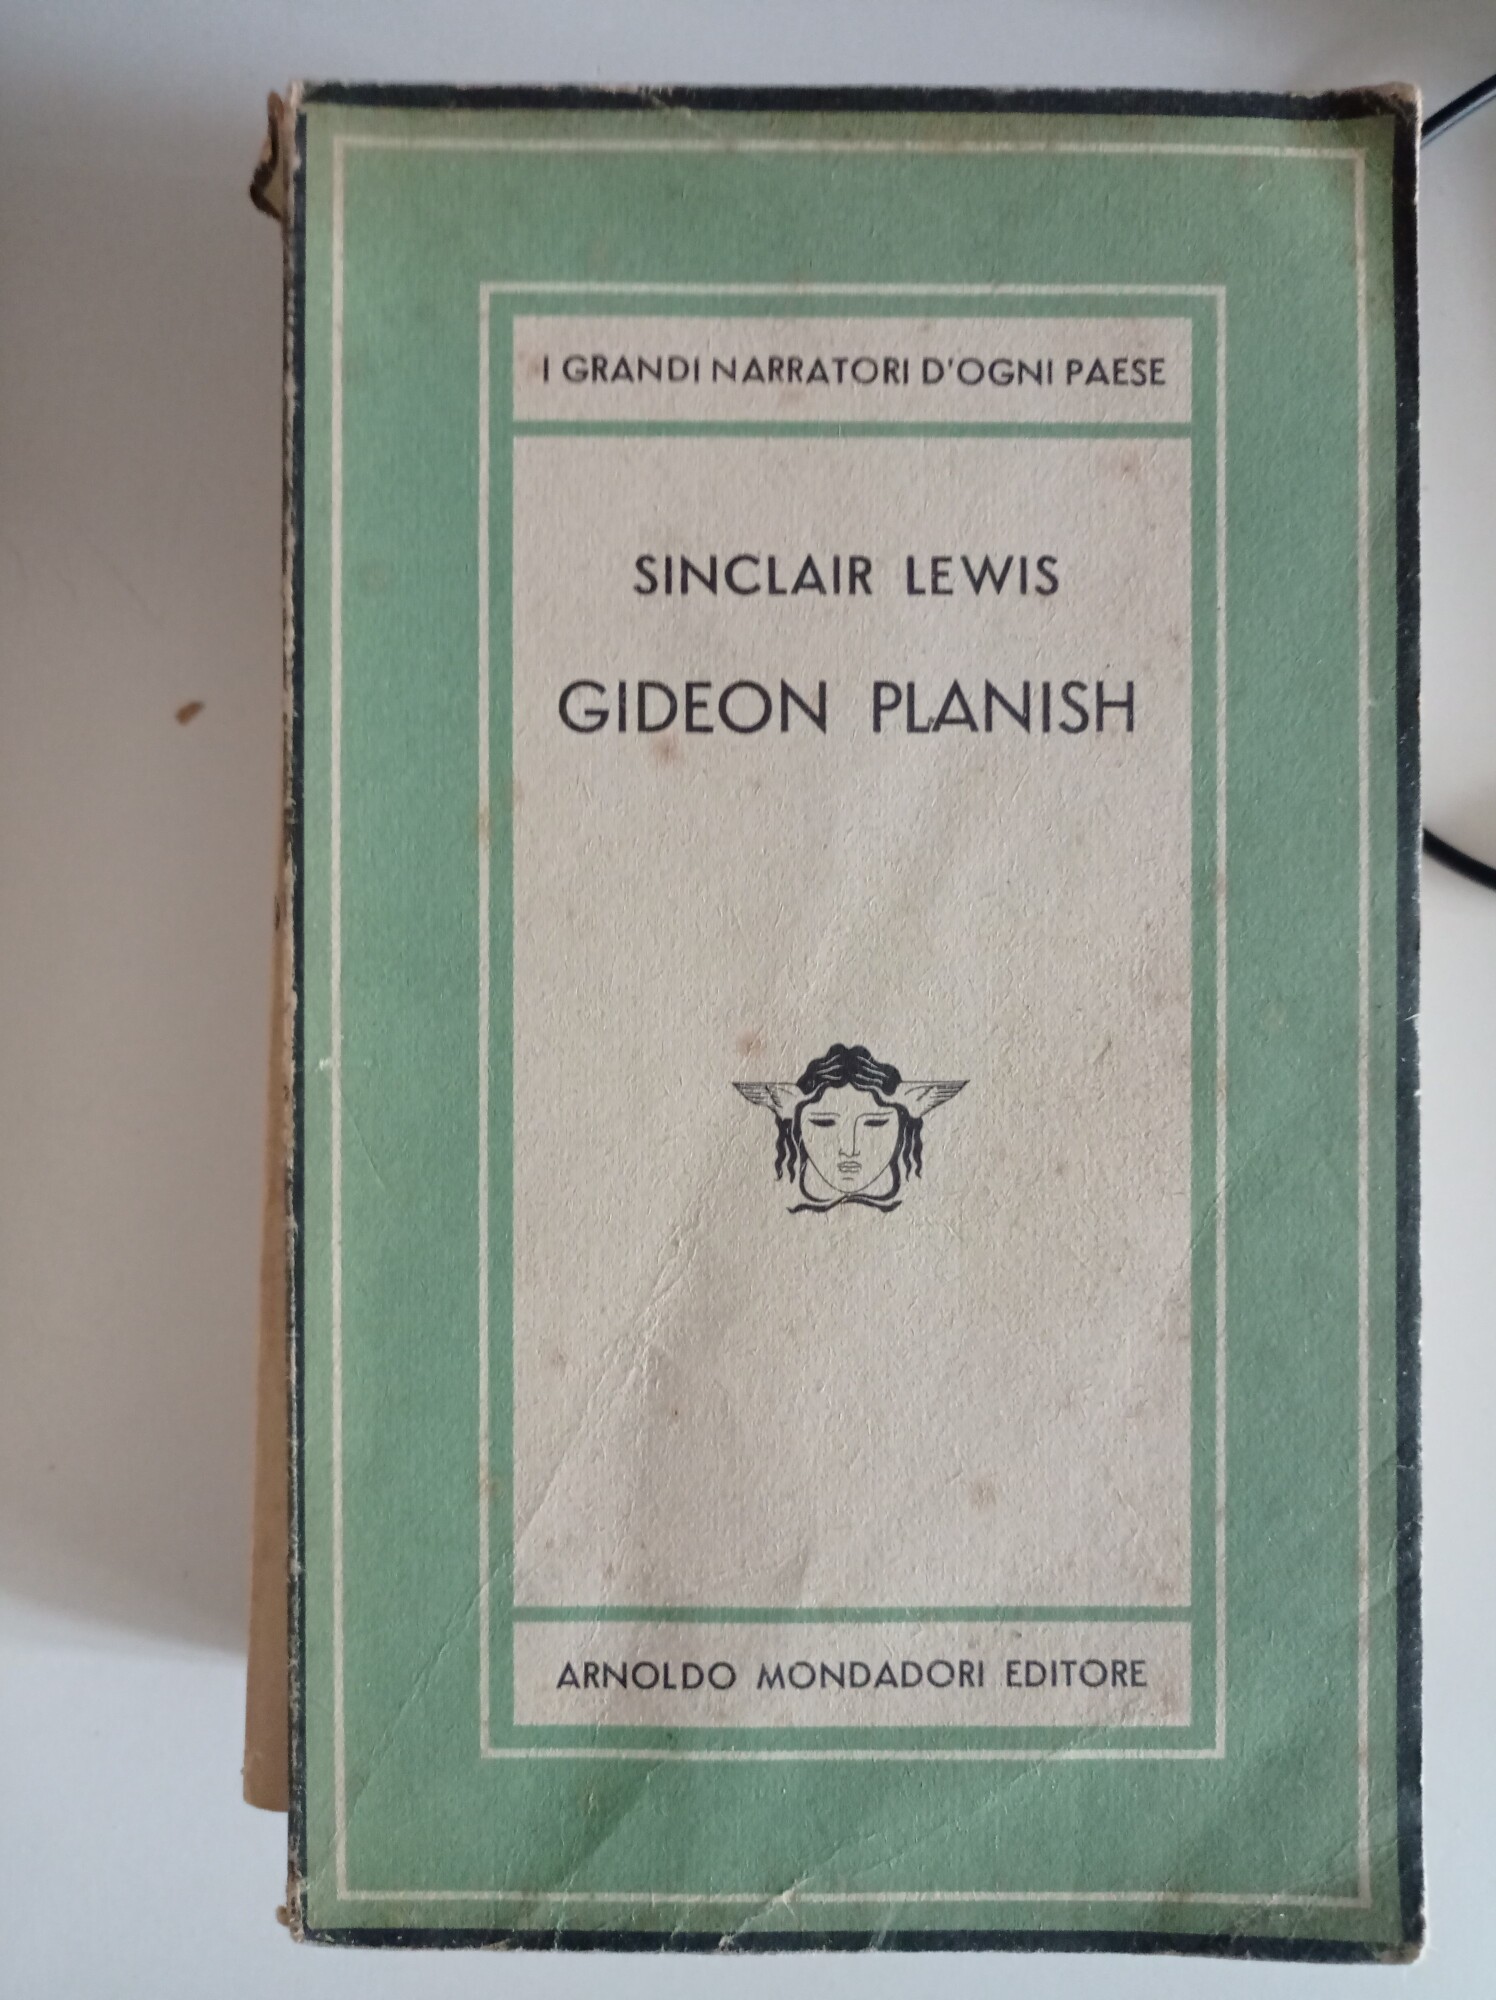 I GRANDI NARRATORI D'OGNI PAESE
SINCLAIR LEWIS
GIDEON PLANISH
ARNOLDO MONDADORI EDITORE